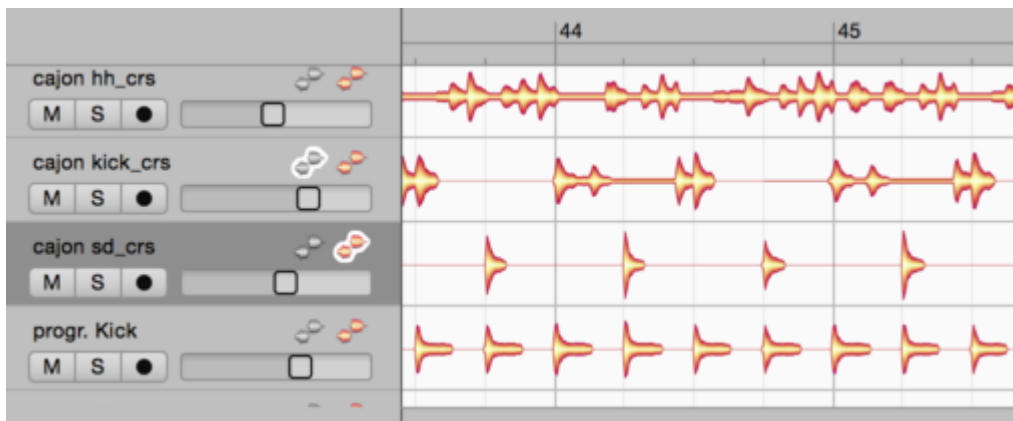 44 45
cajon hh_crs
M S
cajon kick_crs
M S
cajon sd_crs
M S
progr. Kick
M S